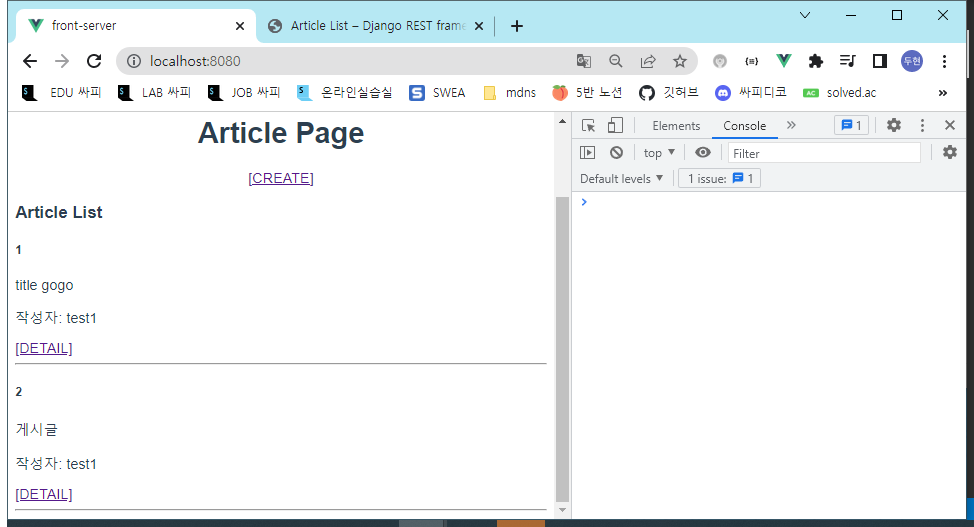 front-server
Article List – Django REST frame
localhost:8080
EDU 싸피
LAB 싸피
JOB 싸피
온라인실습실
SWEA
mdns
5반 노션
깃허브
싸피디코
solved.ac
두현
Article Page
[CREATE]
Article List
1
title gogo
작성자: test1
[DETAIL]
2
게시글
작성자: test1
[DETAIL]
Elements
Console
1
top
Filter
Default levels
1 issue:
1